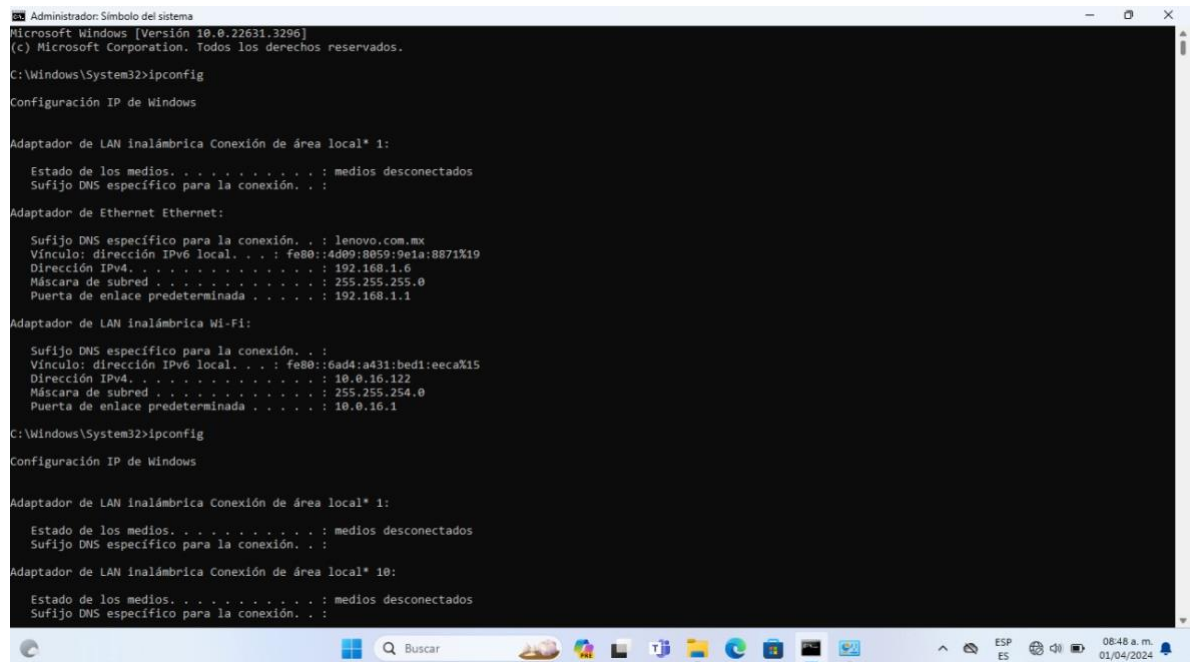 Administrador: Símbolo del sistema
Microsoft Windows [Versión 10.0.22631.3296]
(c) Microsoft Corporation. Todos los derechos reservados.
C:\Windows\System32>ipconfig
Configuración IP de Windows
Adaptador de LAN inalámbrica Conexión de área local* 1:
Estado de los medios. . . . . . . . . . . : medios desconectados
Sufijo DNS específico para la conexión. . :
Adaptador de Ethernet Ethernet:
Sufijo DNS específico para la conexión. . : lenovo.com.mx
Vínculo: dirección IPv6 local. . . : fe80::4d09:8059:9e1a:8871%19
Dirección IPv4. . . . . . . . . . . . . . : 192.168.1.6
Máscara de subred . . . . . . . . . . . . : 255.255.255.0
Puerta de enlace predeterminada . . . . . : 192.168.1.1
Adaptador de LAN inalámbrica Wi-Fi:
Sufijo DNS específico para la conexión. . :
Vínculo: dirección IPv6 local. . . : fe80::6ad4:a431:bed1:eeca%15
Dirección IPv4. . . . . . . . . . . . . . : 10.0.16.122
Máscara de subred . . . . . . . . . . . . : 255.255.254.0
Puerta de enlace predeterminada . . . . . : 10.0.16.1
C:\Windows\System32>ipconfig
Configuración IP de Windows
Adaptador de LAN inalámbrica Conexión de área local* 1:
Estado de los medios. . . . . . . . . . . : medios desconectados
Sufijo DNS específico para la conexión. . :
Adaptador de LAN inalámbrica Conexión de área local* 10:
Estado de los medios. . . . . . . . . . . : medios desconectados
Sufijo DNS específico para la conexión. . :
Buscar
PRE
ESP
ES
08:48 a. m.
01/04/2024